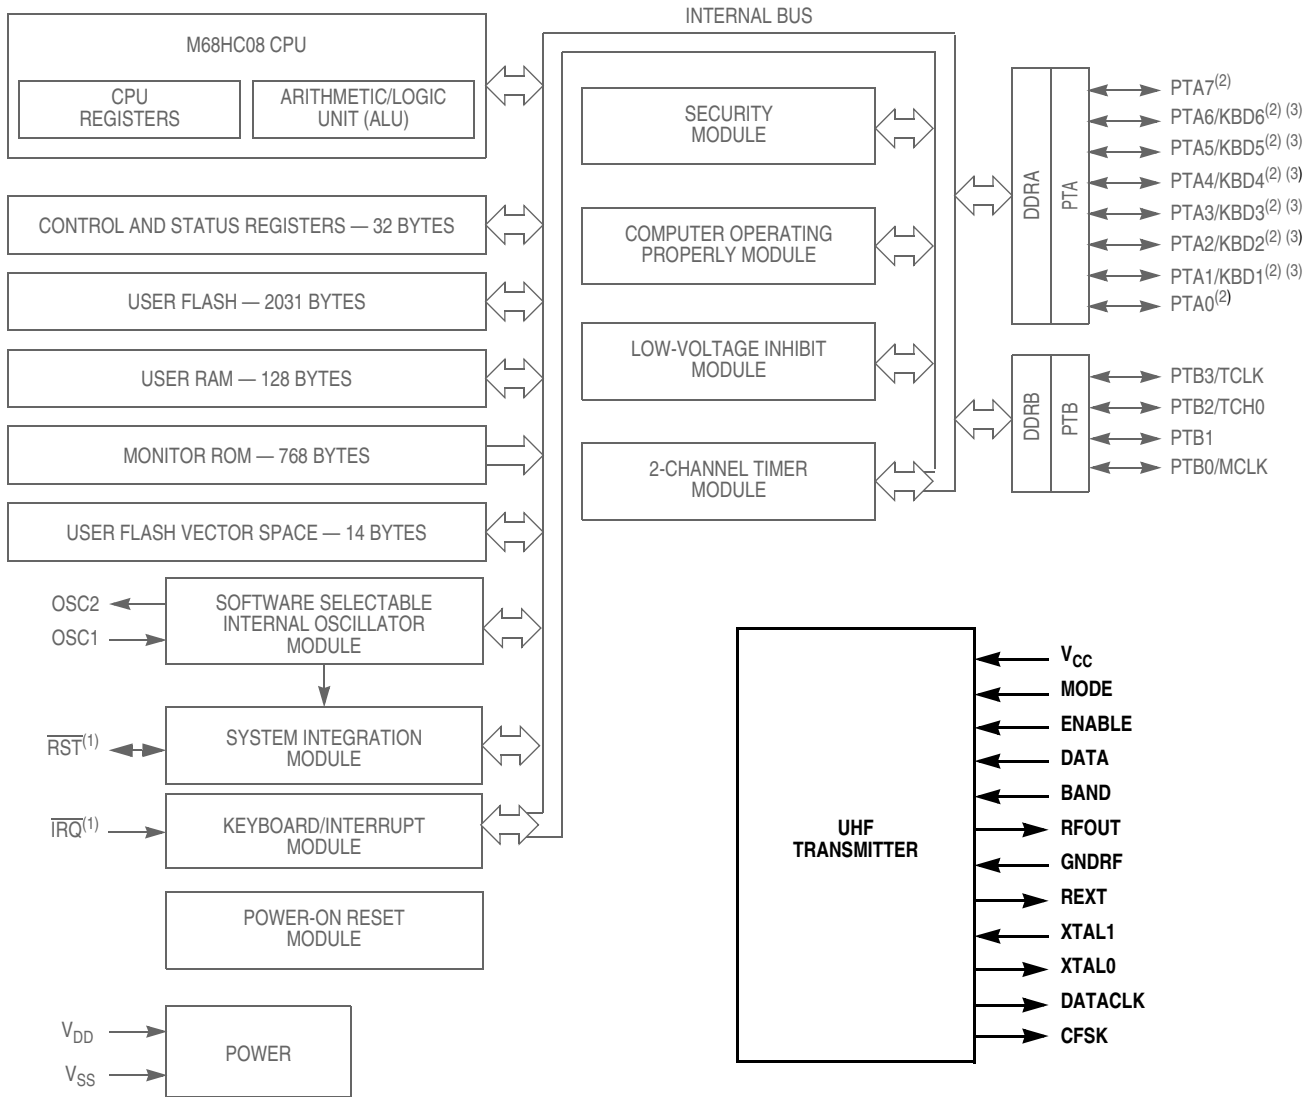 INTERNAL BUS
M68HC08 CPU
CPU
REGISTERS
ARITHMETIC/LOGIC
UNIT (ALU)
CONTROL AND STATUS REGISTERS — 32 BYTES
USER FLASH — 2031 BYTES
USER RAM — 128 BYTES
MONITOR ROM — 768 BYTES
USER FLASH VECTOR SPACE — 14 BYTES
OSC2
OSC1
SOFTWARE SELECTABLE
INTERNAL OSCILLATOR
MODULE
RST(1)
SYSTEM INTEGRATION
MODULE
IRQ(1)
KEYBOARD/INTERRUPT
MODULE
POWER-ON RESET
MODULE
VDD
VSS
POWER
SECURITY
MODULE
COMPUTER OPERATING
PROPERLY MODULE
LOW-VOLTAGE INHIBIT
MODULE
2-CHANNEL TIMER
MODULE
DDRA
PTA
PTA7(2)
PTA6/KBD6(2) (3)
PTA5/KBD5(2) (3)
PTA4/KBD4(2) (3)
PTA3/KBD3(2) (3)
PTA2/KBD2(2) (3)
PTA1/KBD1(2) (3)
PTA0(2)
DDRB
PTB
PTB3/TCLK
PTB2/TCH0
PTB1
PTB0/MCLK
UHF
TRANSMITTER
VCC
MODE
ENABLE
DATA
BAND
RFOUT
GNDRF
REXT
XTAL1
XTAL0
DATACLK
CFSK